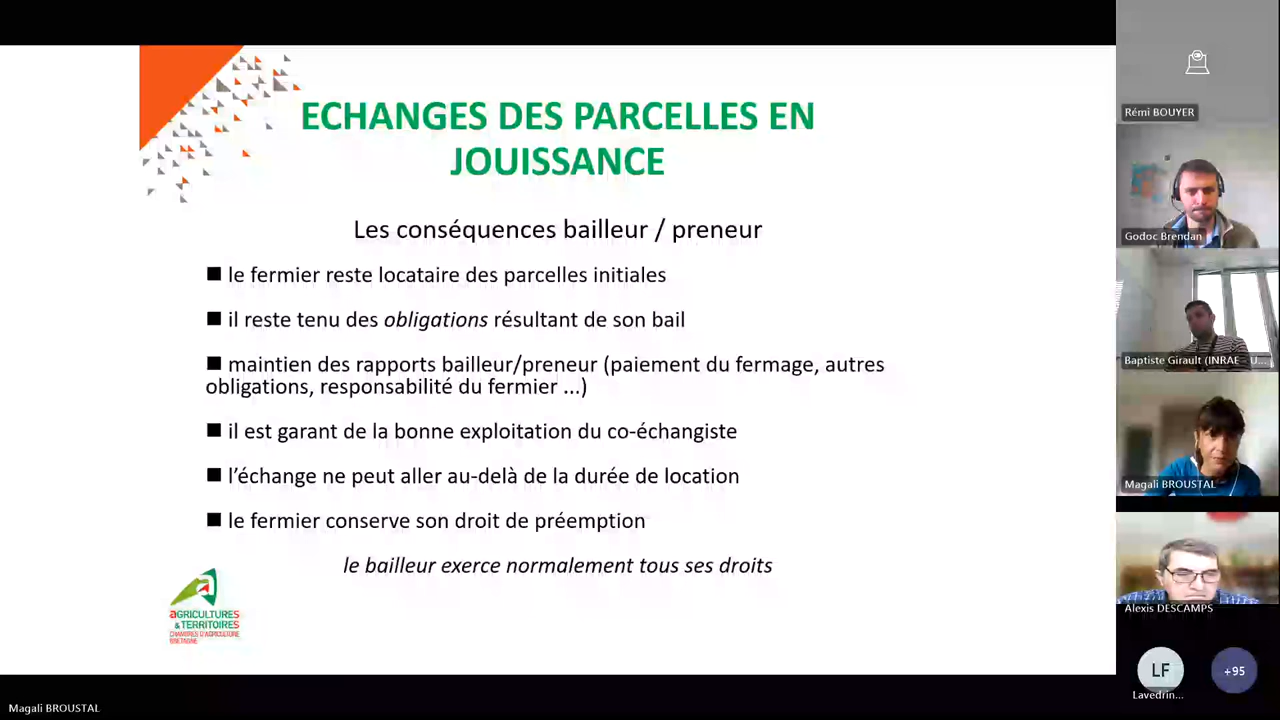 ECHANGES DES PARCELLES EN
JOUISSANCE
Les conséquences bailleur / preneur
le fermier reste locataire des parcelles initiales
il reste tenu des obligations résultant de son bail
maintien des rapports bailleur/preneur (paiement du fermage, autres
obligations, responsabilité du fermier ...)
il est garant de la bonne exploitation du co-échangiste
l’échange ne peut aller au-delà de la durée de location
le fermier conserve son droit de préemption
le bailleur exerce normalement tous ses droits
aGRICULTURES
& TERRITOIRES
CHAMBRES D'AGRICULTURE
BRETAGNE
Magali BROUSTAL
Rémi BOUYER
Godoc Brendan
Baptiste Girault (INRAE - U...
Magali BROUSTAL
Alexis DESCAMPS
LF
+95
Lavedrin...